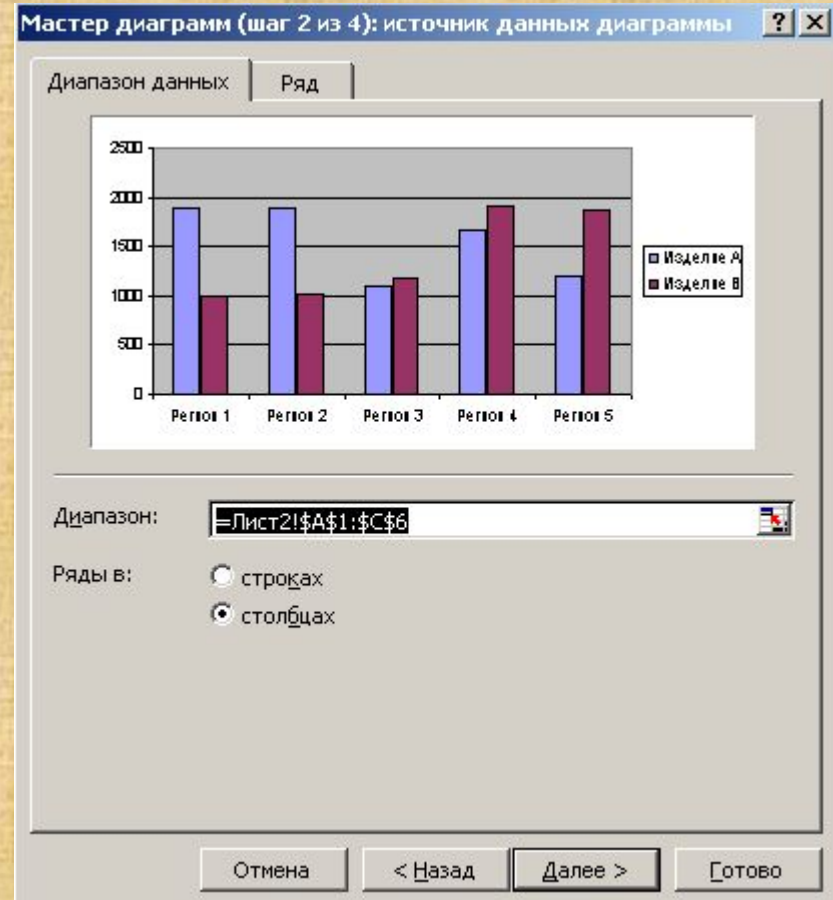 Мастер диаграмм (шаг 2 из 4): источник данных диаграммы
Диапазон данных Ряд
2500
2000
1500
1000
500
0
Изделие А
Изделие В
Регион 1 Регион 2 Регион 3 Регион 4 Регион 5
Диапазон: =Лист2!$A$1:$C$6
Ряды в: строках
столбцах
Отмена < Назад Далее > Готово